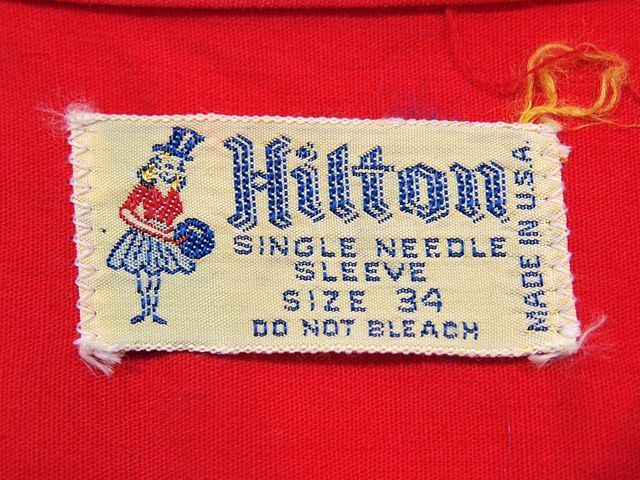 Hilton
SINGLE NEEDLE
SLEEVE
SIZE 34
DO NOT BLEACH
MADE IN U.S.A.